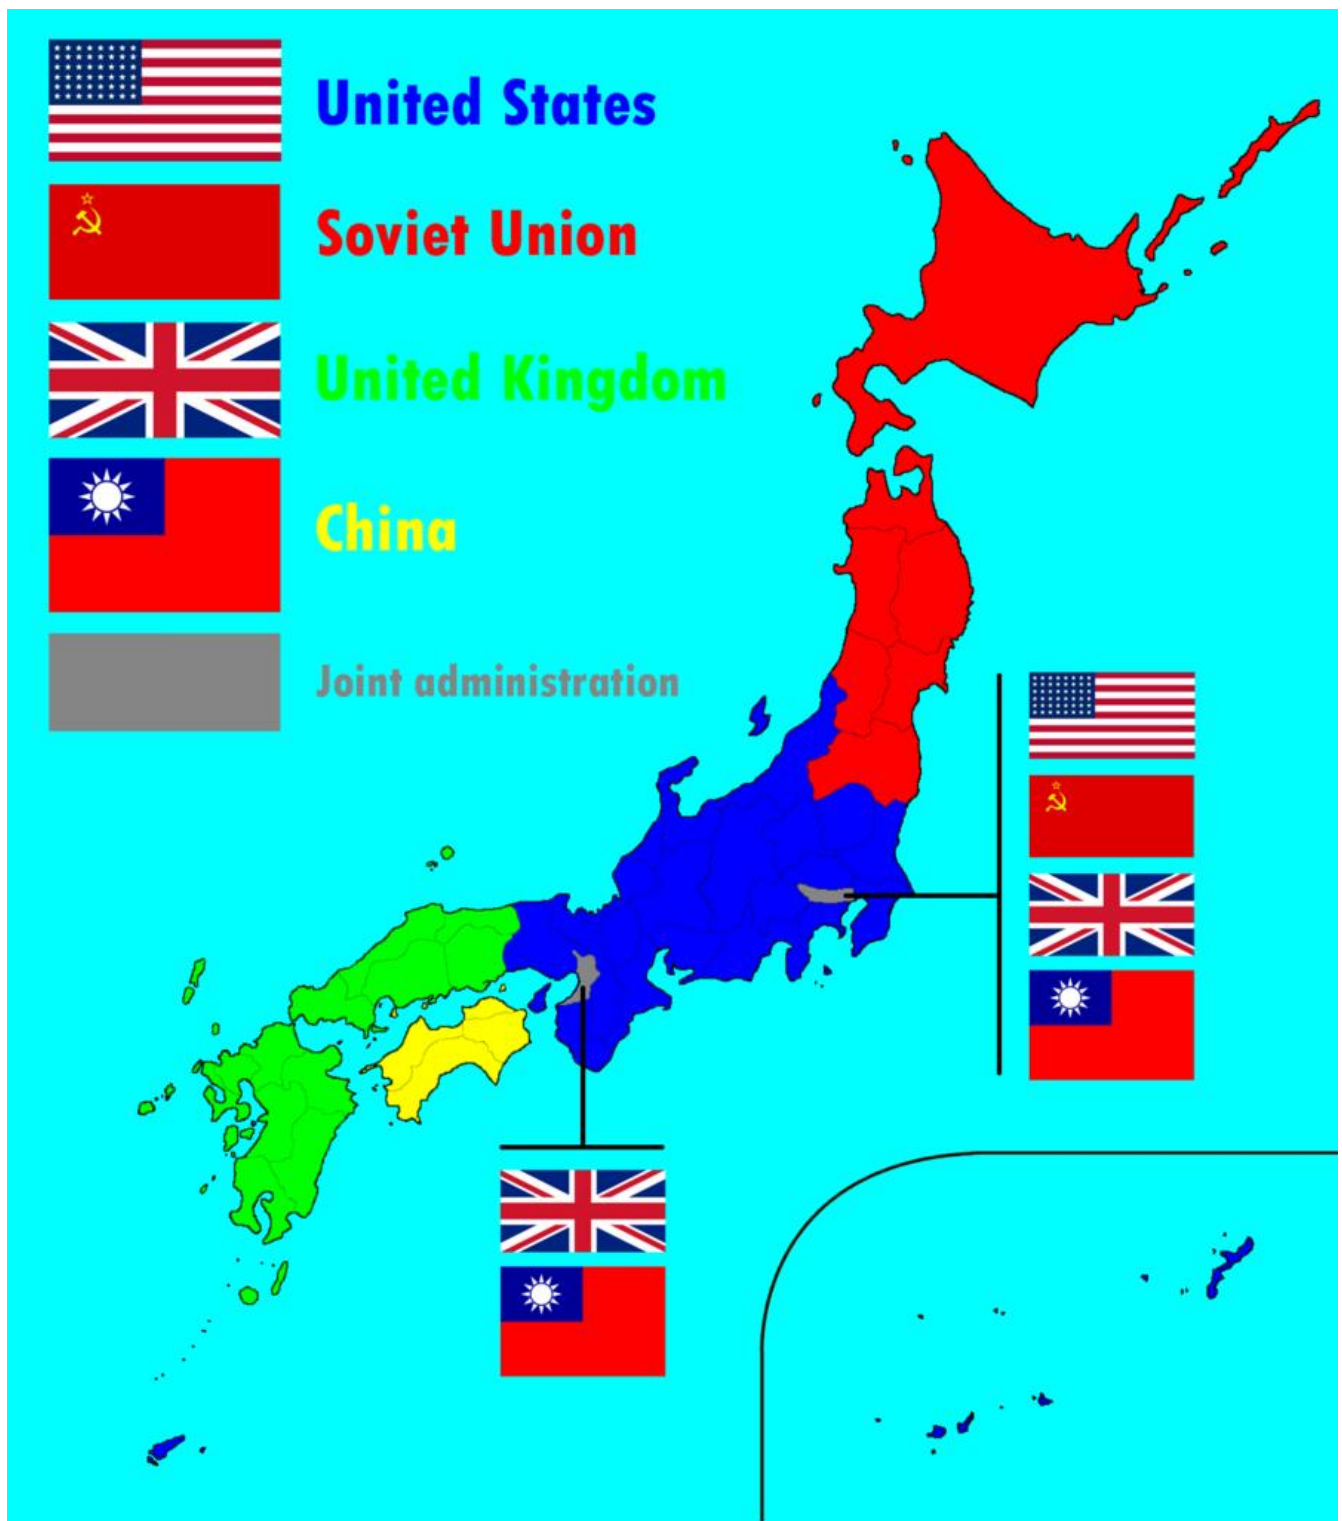 United States
Soviet Union
United Kingdom
China
Joint administration